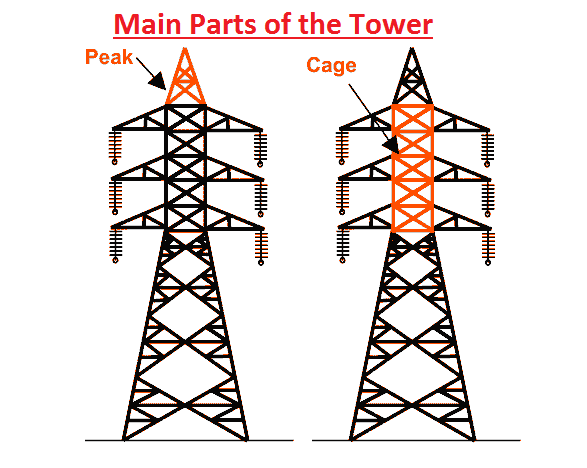 Main Parts of the Tower
Peak
Cage